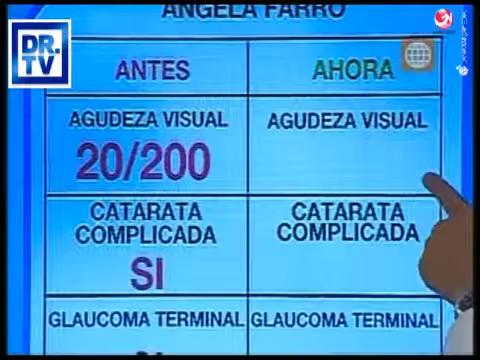 ANGELA FARRO
DR.
TV
ANTES
AHORA
AGUDEZA VISUAL
20/200
AGUDEZA VISUAL
CATARATA
COMPLICADA
SI
CATARATA
COMPLICADA
GLAUCOMA TERMINAL
GLAUCOMA TERMINAL